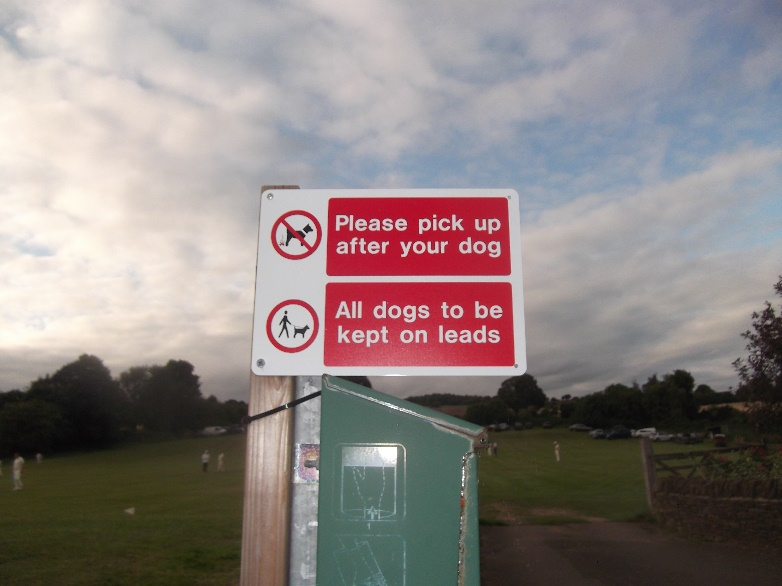 Please pick up
after your dog
All dogs to be
kept on leads